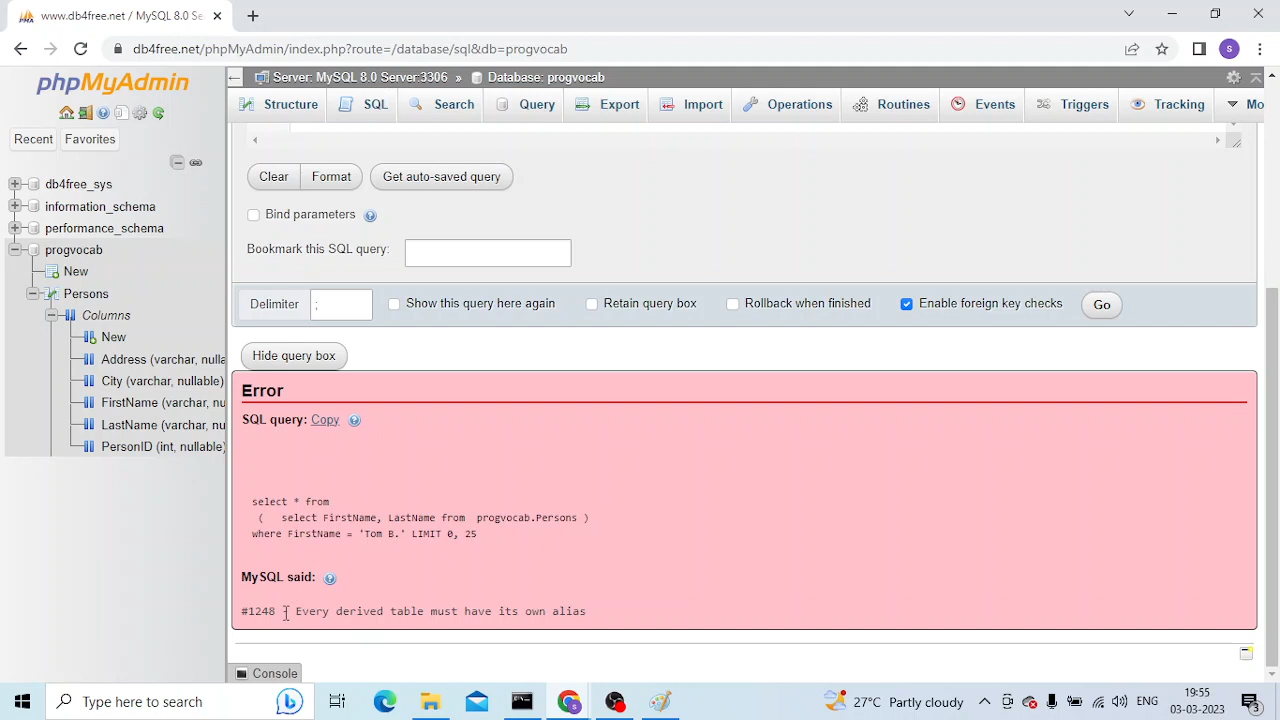 www.db4free.net / MySQL 8.0 Se
db4free.net/phpMyAdmin/index.php?route=/database/sql&db=progvocab
S
phpMyAdmin
Recent
Favorites
db4free_sys
information_schema
performance_schema
progvocab
New
Persons
Columns
New
Address (varchar, nulla
City (varchar, nullable)
FirstName (varchar, nu
LastName (varchar, nu
PersonID (int, nullable)
Server: MySQL 8.0 Server:3306 » Database: progvocab
Structure SQL Search Query Export Import Operations Routines Events Triggers Tracking Mo
Clear Format Get auto-saved query
Bind parameters
Bookmark this SQL query:
Delimiter ; Show this query here again Retain query box Rollback when finished Enable foreign key checks Go
Hide query box
Error
SQL query: Copy
select * from
( select FirstName, LastName from progvocab.Persons )
where FirstName = 'Tom B.' LIMIT 0, 25
MySQL said:
#1248 Every derived table must have its own alias
Console
Type here to search
27°C Partly cloudy
19:55
03-03-2023
3